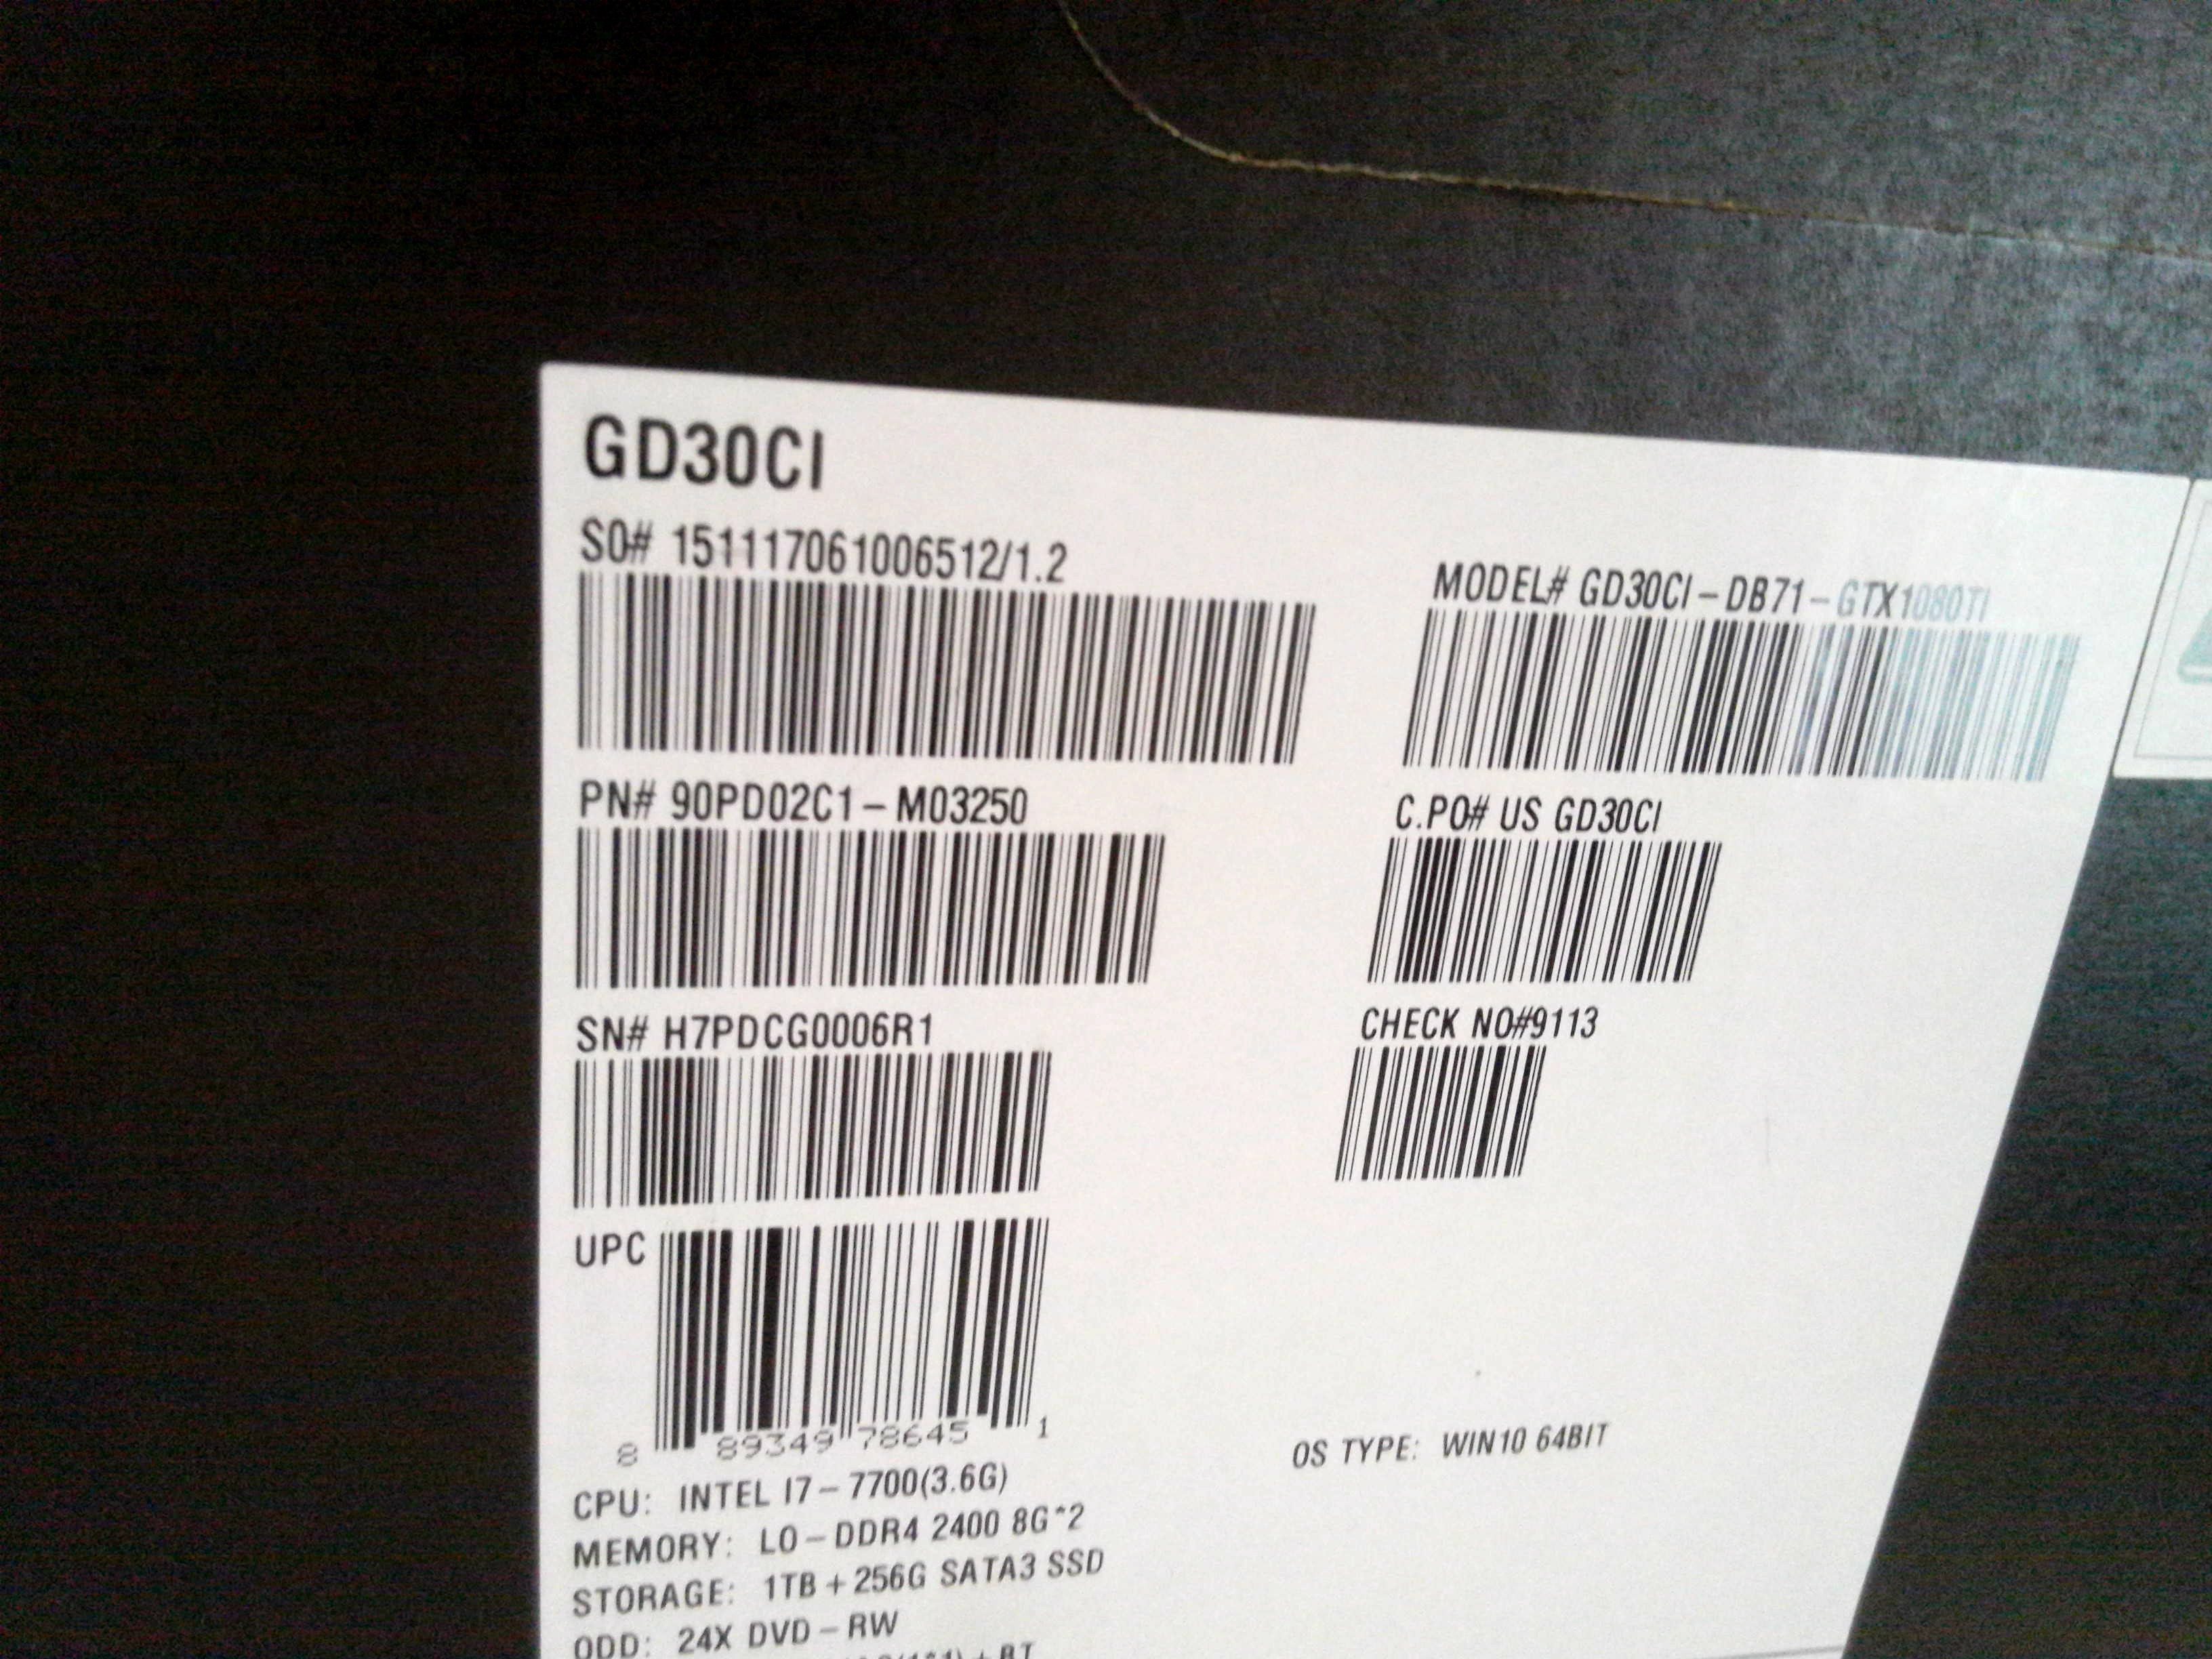 GD30CI
SO# 151117061006512/1.2
MODEL# GD30CI-DB71-GTX1080TI
PN# 90PD02C1-M03250
C.PO# US GD30CI
SN# H7PDCG0006R1
CHECK NO#9113
UPC
8 89349 78645 1
OS TYPE: WIN10 64BIT
CPU: INTEL I7-7700(3.6G)
MEMORY: LO-DDR4 2400 8G*2
STORAGE: 1TB+256G SATA3 SSD
ODD: 24X DVD-RW